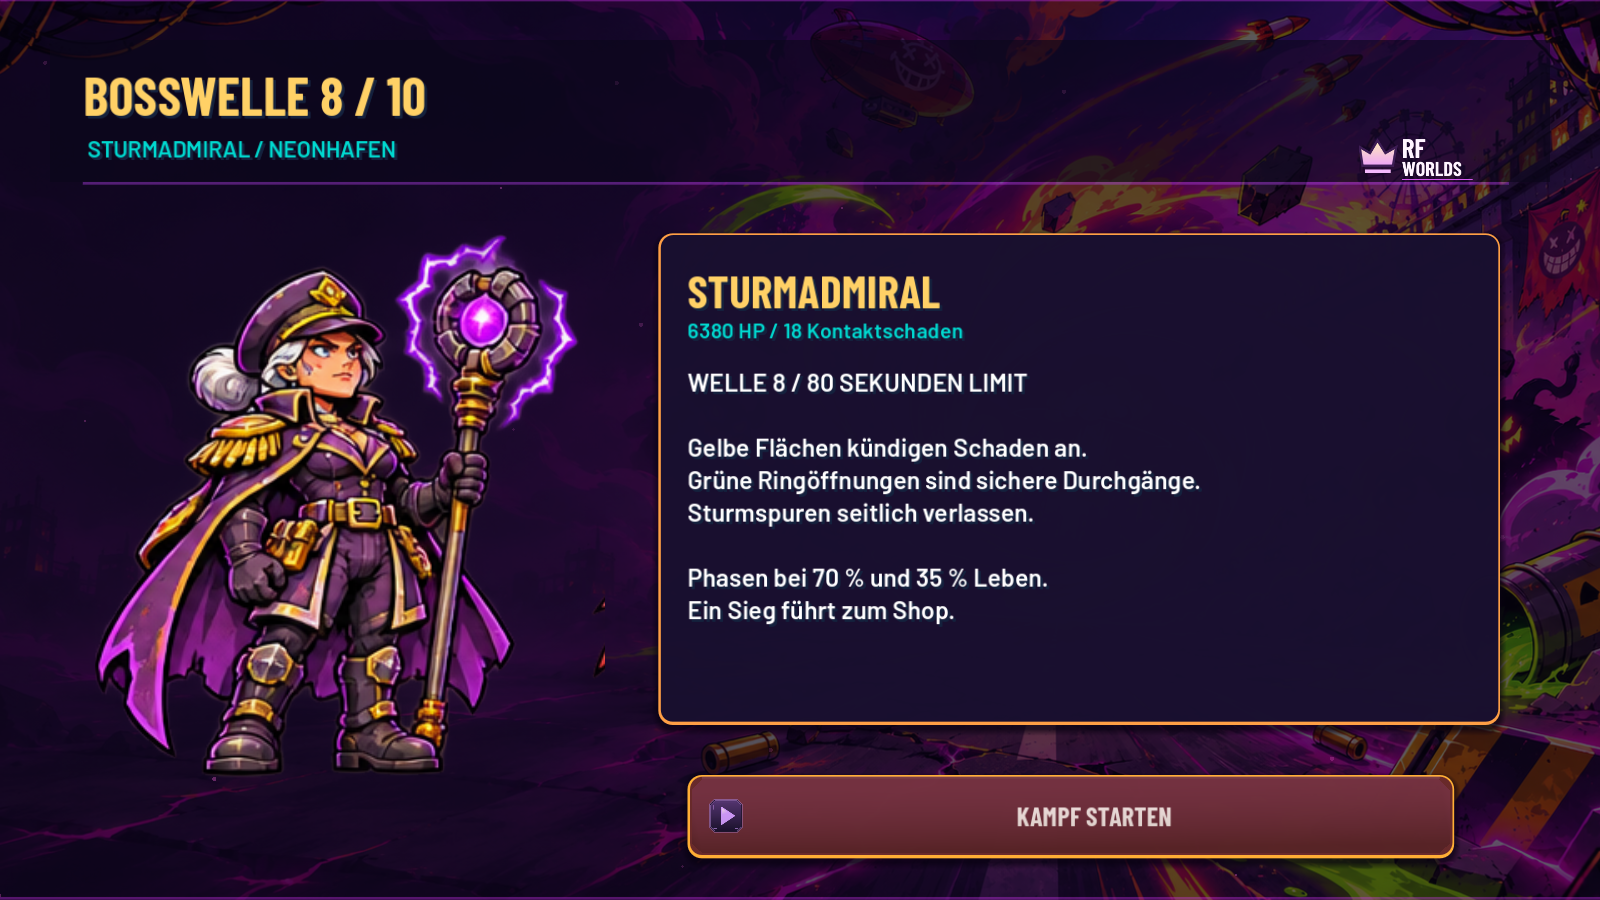 BOSSWELLE 8 / 10
STURMADMIRAL / NEONHAFEN
RF
WORLDS
STURMADMIRAL
6380 HP / 18 Kontaktschaden
WELLE 8 / 80 SEKUNDEN LIMIT
Gelbe Flächen kündigen Schaden an.
Grüne Ringöffnungen sind sichere Durchgänge.
Sturmspuren seitlich verlassen.
Phasen bei 70 % und 35 % Leben.
Ein Sieg führt zum Shop.
KAMPF STARTEN